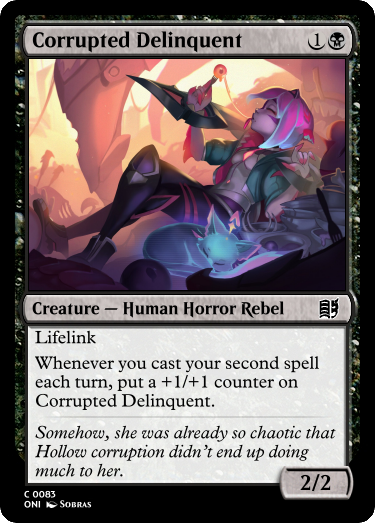 Corrupted Delinquent 1
Creature — Human Horror Rebel
Lifelink
Whenever you cast your second spell
each turn, put a +1/+1 counter on
Corrupted Delinquent.
Somehow, she was already so chaotic that
Hollow corruption didn't end up doing
much to her.
2/2
C 0083
ONI SOBRAS